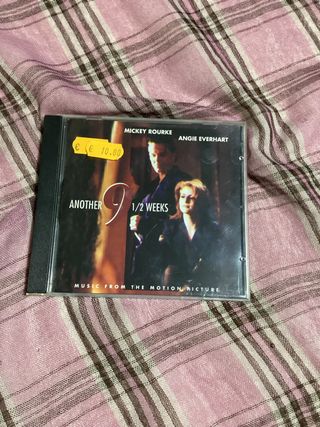 MICKEY ROURKE
ANGIE EVERHART
€ € 10.00
ANOTHER 9 1/2 WEEKS
MUSIC FROM THE MOTION PICTURE